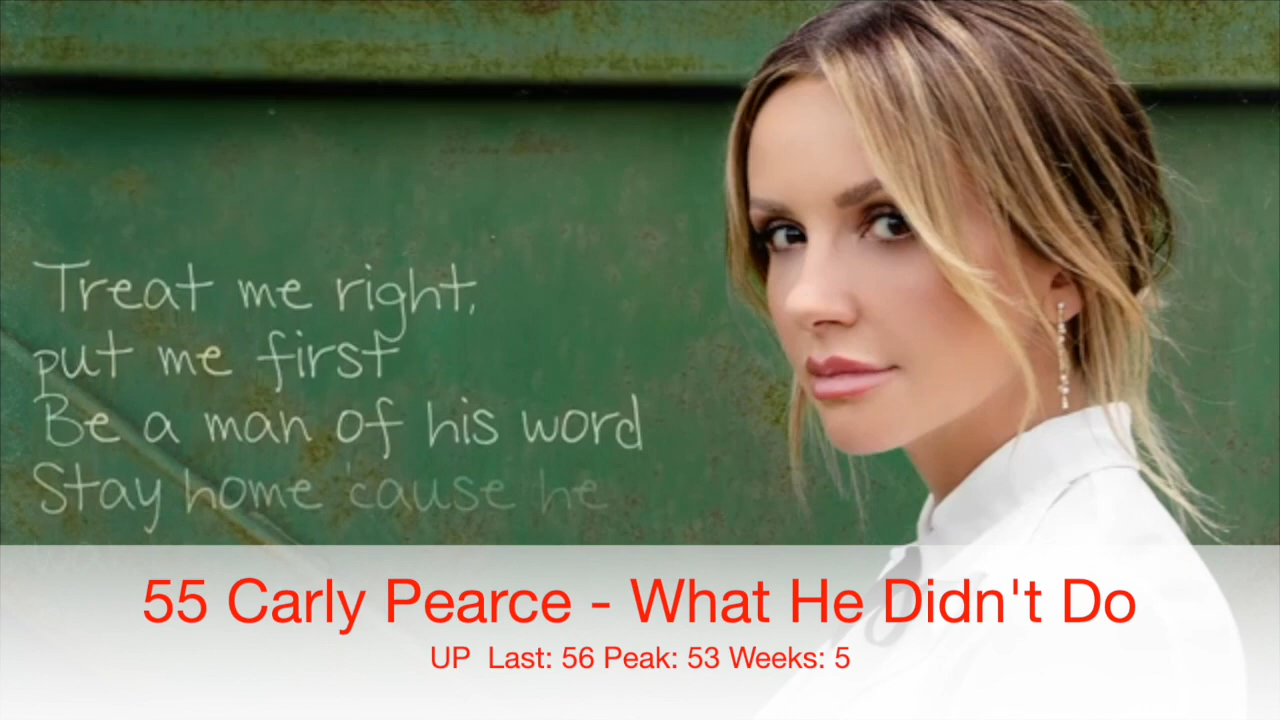 Treat me right,
put me first
Be a man of his word
Stay home 'cause he
55 Carly Pearce - What He Didn't Do
UP Last: 56 Peak: 53 Weeks: 5